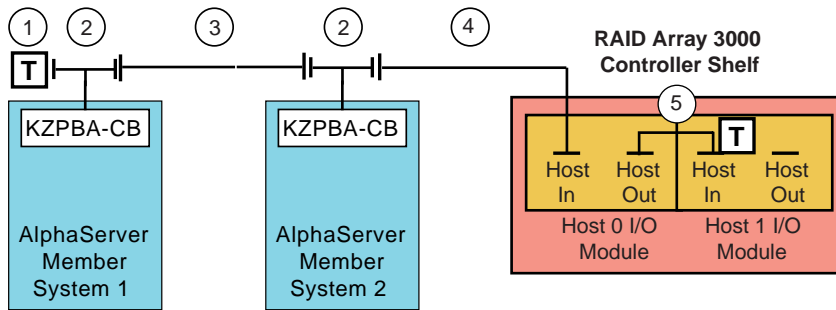 1
2
3
2
4
RAID Array 3000
Controller Shelf
T
5
KZPBA-CB
KZPBA-CB
T
Host
In
Host
Out
Host
In
Host
Out
Host 0 I/O
Module
Host 1 I/O
Module
AlphaServer
Member
System 1
AlphaServer
Member
System 2